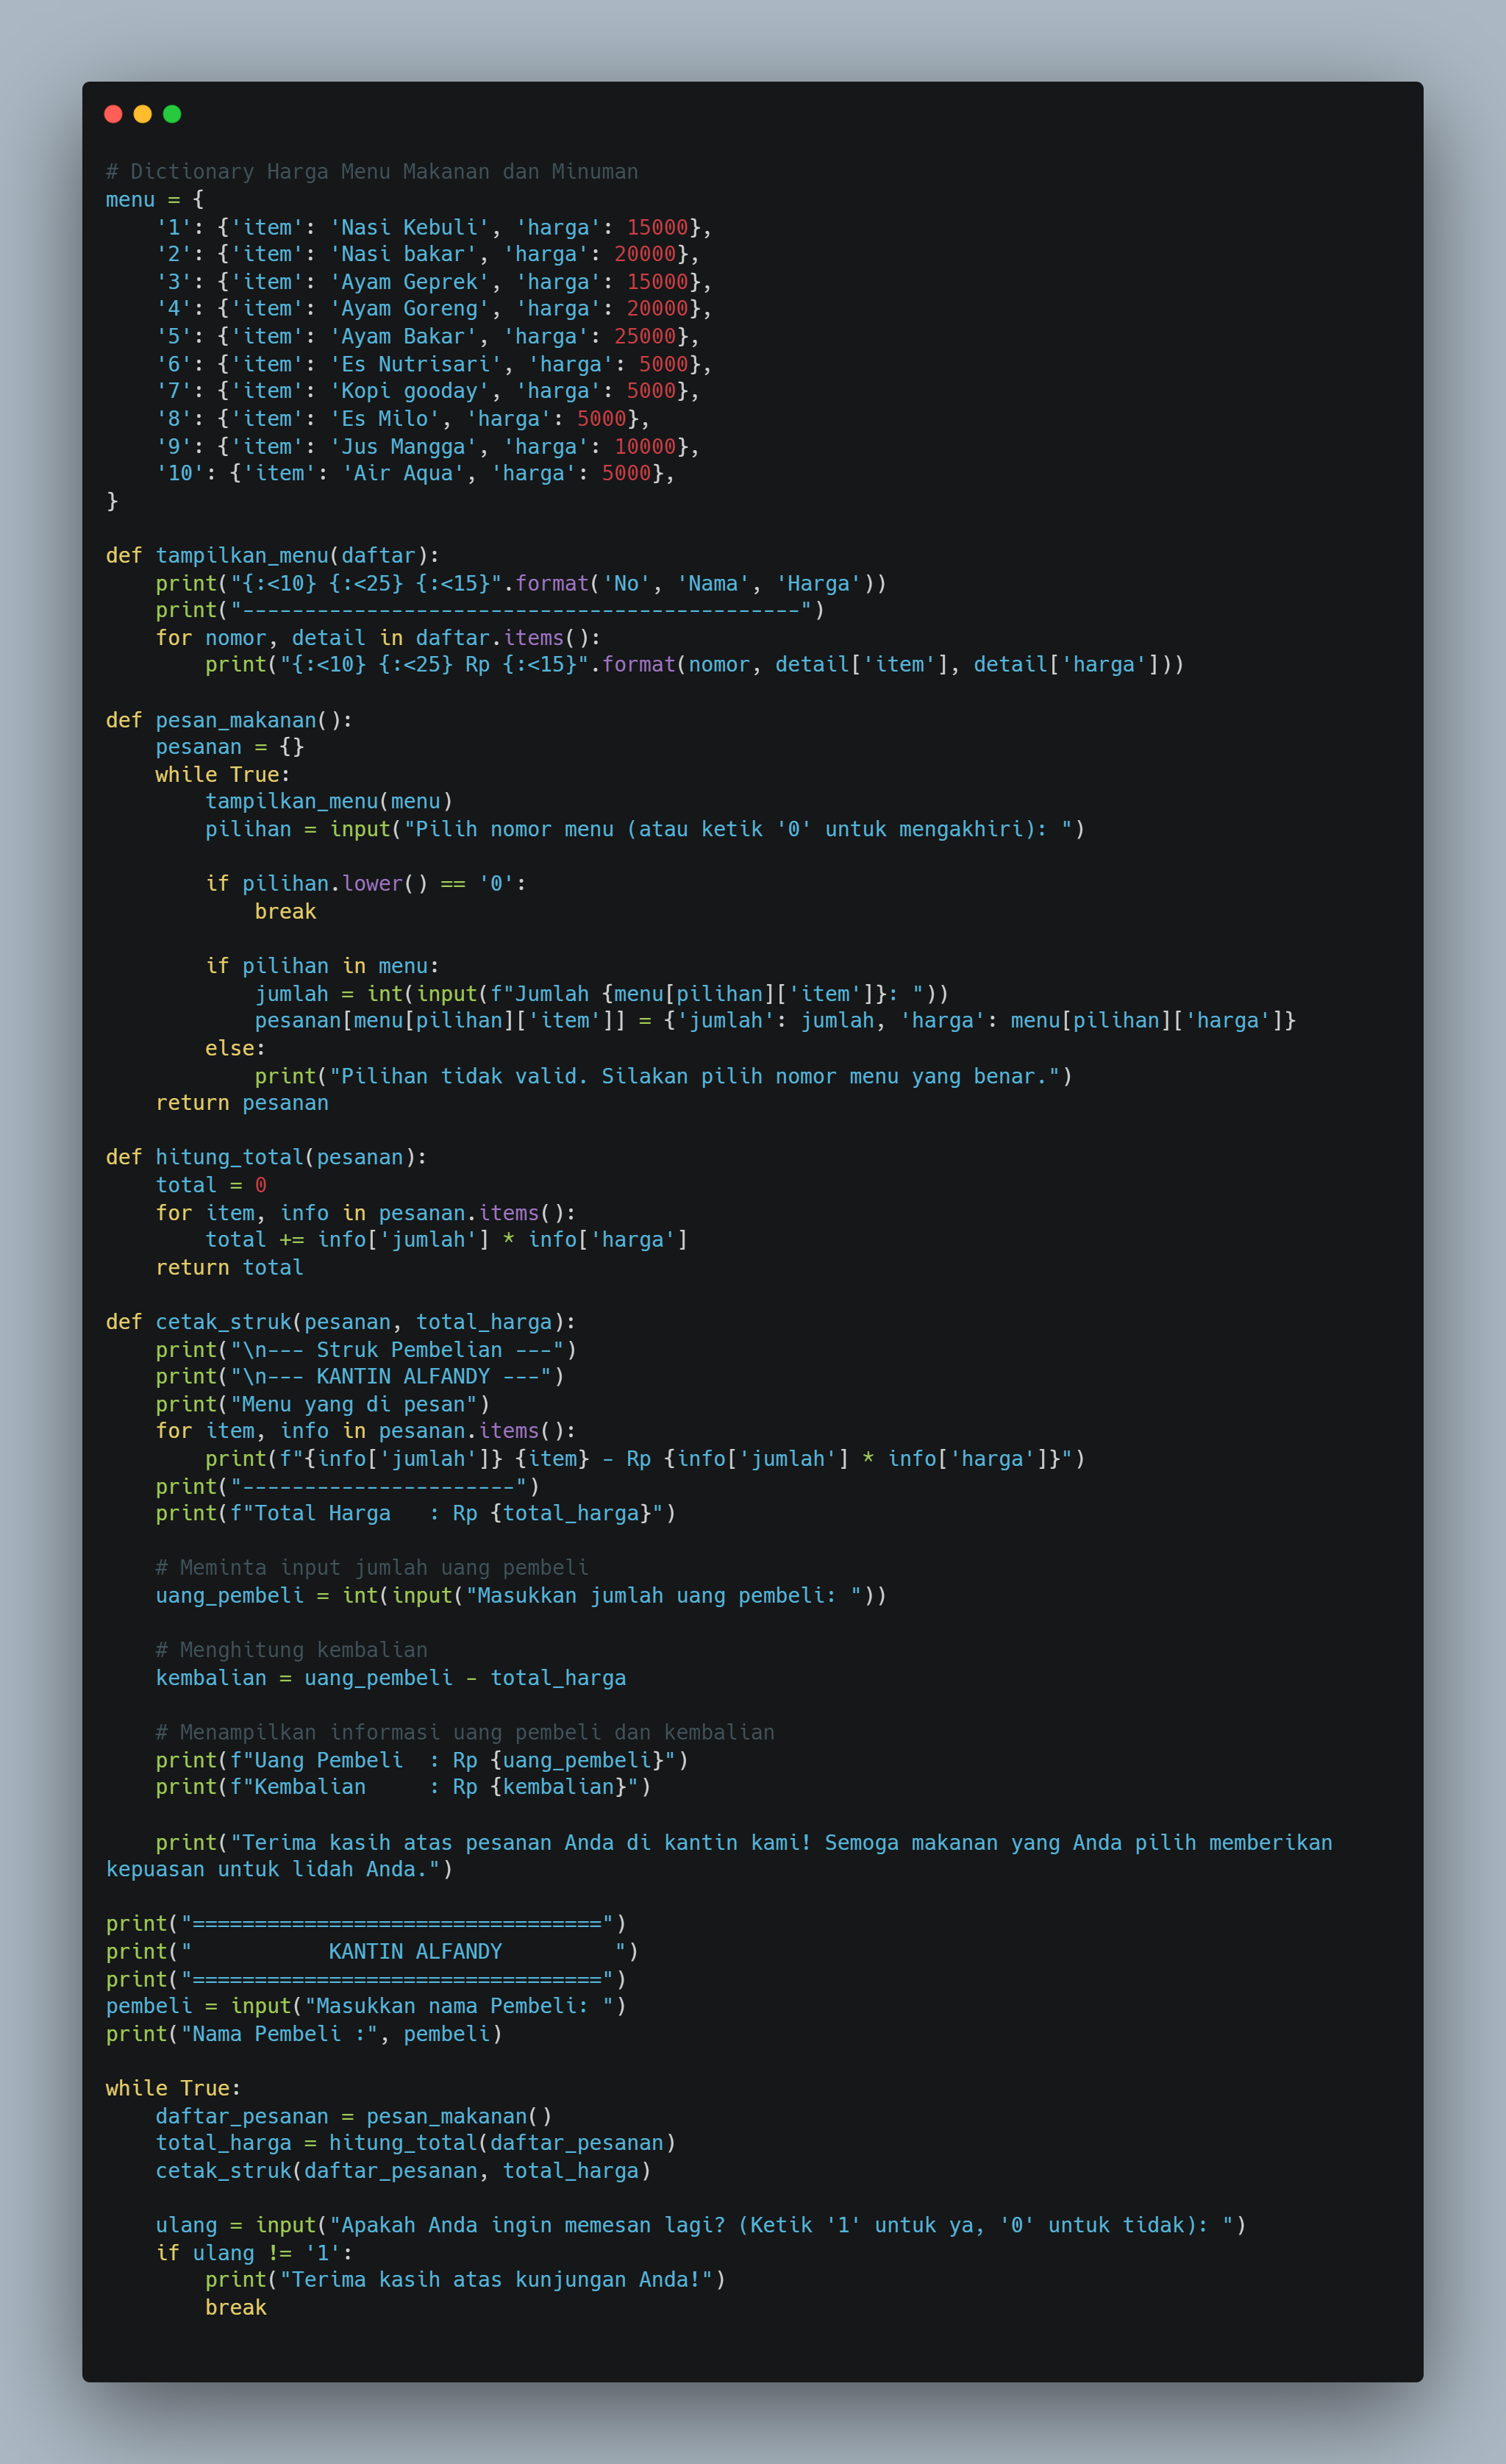 # Dictionary Harga Menu Makanan dan Minuman
menu = {
    '1': {'item': 'Nasi Kebuli', 'harga': 15000},
    '2': {'item': 'Nasi bakar', 'harga': 20000},
    '3': {'item': 'Ayam Geprek', 'harga': 15000},
    '4': {'item': 'Ayam Goreng', 'harga': 20000},
    '5': {'item': 'Ayam Bakar', 'harga': 25000},
    '6': {'item': 'Es Nutrisari', 'harga': 5000},
    '7': {'item': 'Kopi gooday', 'harga': 5000},
    '8': {'item': 'Es Milo', 'harga': 5000},
    '9': {'item': 'Jus Mangga', 'harga': 10000},
    '10': {'item': 'Air Aqua', 'harga': 5000},
}

def tampilkan_menu(daftar):
    print("{:<10} {:<25} {:<15}".format('No', 'Nama', 'Harga'))
    print("---------------------------------------------")
    for nomor, detail in daftar.items():
        print("{:<10} {:<25} Rp {:<15}".format(nomor, detail['item'], detail['harga']))

def pesan_makanan():
    pesanan = {}
    while True:
        tampilkan_menu(menu)
        pilihan = input("Pilih nomor menu (atau ketik '0' untuk mengakhiri): ")

        if pilihan.lower() == '0':
            break

        if pilihan in menu:
            jumlah = int(input(f"Jumlah {menu[pilihan]['item']}: "))
            pesanan[menu[pilihan]['item']] = {'jumlah': jumlah, 'harga': menu[pilihan]['harga']}
        else:
            print("Pilihan tidak valid. Silakan pilih nomor menu yang benar.")
    return pesanan

def hitung_total(pesanan):
    total = 0
    for item, info in pesanan.items():
        total += info['jumlah'] * info['harga']
    return total

def cetak_struk(pesanan, total_harga):
    print("\n--- Struk Pembelian ---")
    print("\n--- KANTIN ALFANDY ---")
    print("Menu yang di pesan")
    for item, info in pesanan.items():
        print(f"{info['jumlah']} {item} - Rp {info['jumlah'] * info['harga']}")
    print("----------------------")
    print(f"Total Harga   : Rp {total_harga}")

    # Meminta input jumlah uang pembeli
    uang_pembeli = int(input("Masukkan jumlah uang pembeli: "))

    # Menghitung kembalian
    kembalian = uang_pembeli - total_harga

    # Menampilkan informasi uang pembeli dan kembalian
    print(f"Uang Pembeli  : Rp {uang_pembeli}")
    print(f"Kembalian     : Rp {kembalian}")

    print("Terima kasih atas pesanan Anda di kantin kami! Semoga makanan yang Anda pilih memberikan
kepuasan untuk lidah Anda.")

print("=================================")
print("           KANTIN ALFANDY         ")
print("=================================")
pembeli = input("Masukkan nama Pembeli: ")
print("Nama Pembeli :", pembeli)

while True:
    daftar_pesanan = pesan_makanan()
    total_harga = hitung_total(daftar_pesanan)
    cetak_struk(daftar_pesanan, total_harga)

    ulang = input("Apakah Anda ingin memesan lagi? (Ketik '1' untuk ya, '0' untuk tidak): ")
    if ulang != '1':
        print("Terima kasih atas kunjungan Anda!")
        break